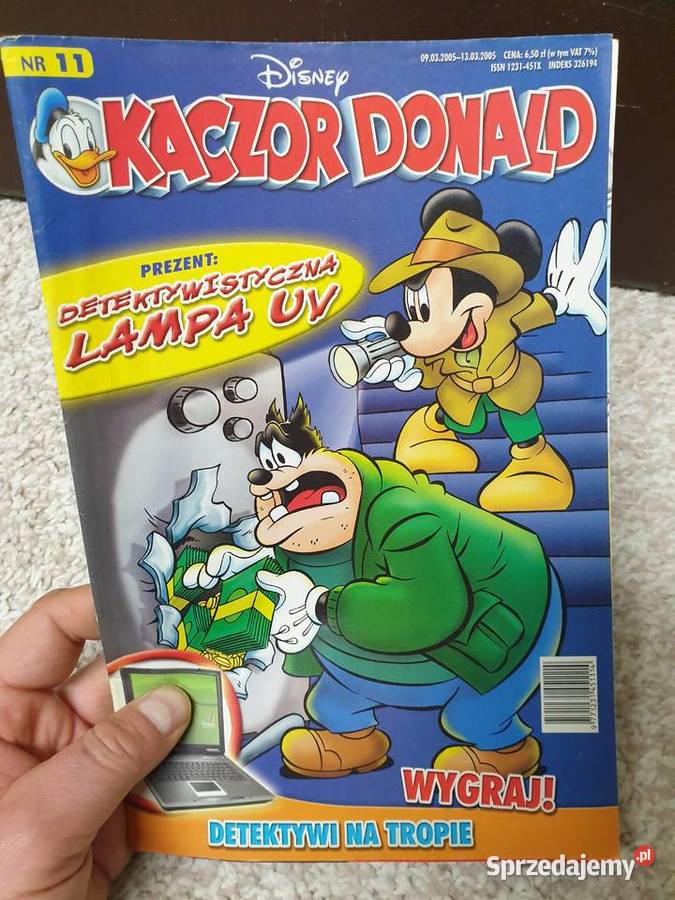 NR 11
09.03.2005–13.03.2005 CENA: 6,50 zł (w tym VAT 7%)
ISSN 1231-451X INDEKS 326194
Disney
KACZOR DONALD
PREZENT:
DETEKTYWISTYCZNA
LAMPA UV
9771231451114
WYGRAJ!
DETEKTYWI NA TROPIE
Sprzedajemy.pl